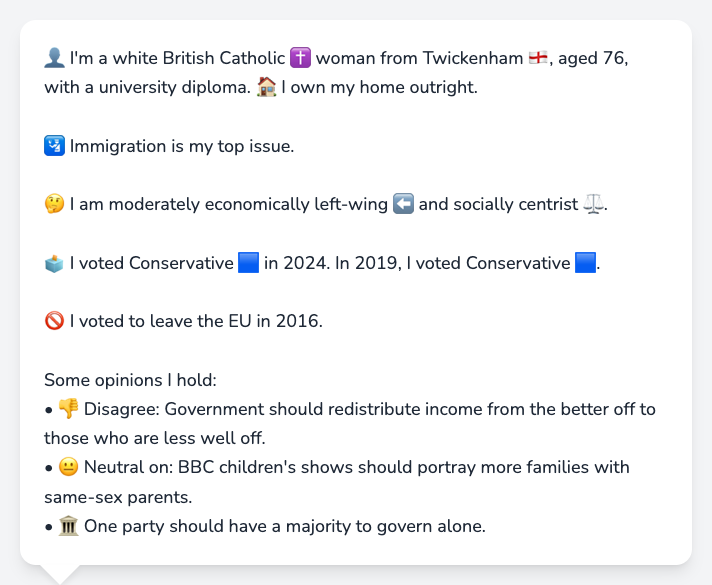 👤 I'm a white British Catholic ✝️ woman from Twickenham 🏴󠁧󠁢󠁥󠁮󠁧󠁿, aged 76,
with a university diploma. 🏠 I own my home outright.
🛂 Immigration is my top issue.
🤔 I am moderately economically left-wing ⬅️ and socially centrist ⚖️.
🗳️ I voted Conservative 🟦 in 2024. In 2019, I voted Conservative 🟦.
🚫 I voted to leave the EU in 2016.
Some opinions I hold:
• 👎 Disagree: Government should redistribute income from the better off to
those who are less well off.
• 😐 Neutral on: BBC children's shows should portray more families with
same-sex parents.
• 🏛️ One party should have a majority to govern alone.